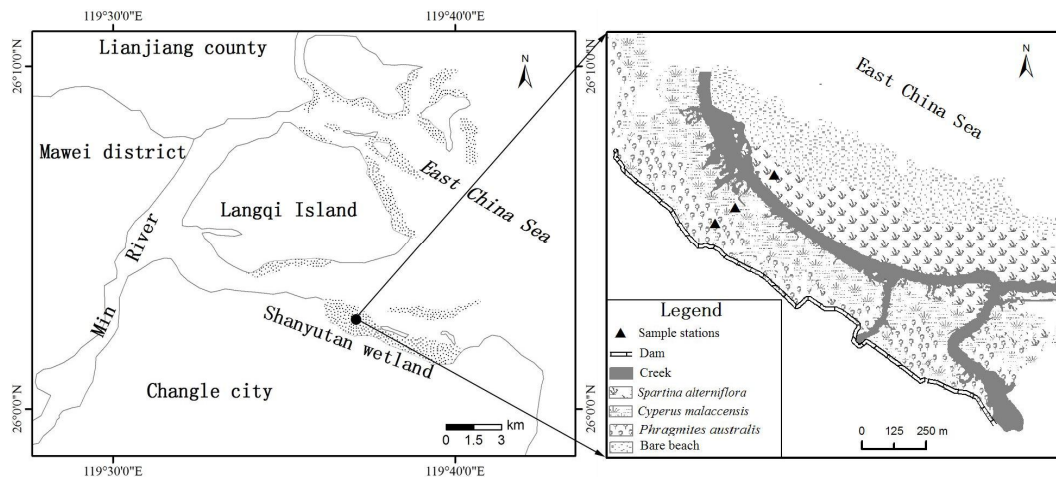 119°30'0"E
119°40'0"E
26°10'0"N
26°0'0"N
Lianjiang county
N
Mawei district
Langqi Island
East China Sea
Min River
Shanyutan wetland
Changle city
km
0 1.5 3
119°30'0"E
119°40'0"E
26°10'0"N
26°0'0"N
East China Sea
N
Legend
Sample stations
Dam
Creek
Spartina alterniflora
Cyperus malaccensis
Phragmites australis
Bare beach
0 125 250 m